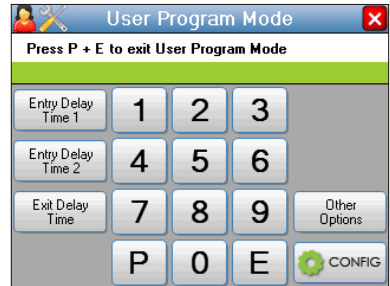 User Program Mode
Press P + E to exit User Program Mode
Entry Delay
Time 1
1
2
3
Entry Delay
Time 2
4
5
6
Exit Delay
Time
7
8
9
Other
Options
P
0
E
CONFIG